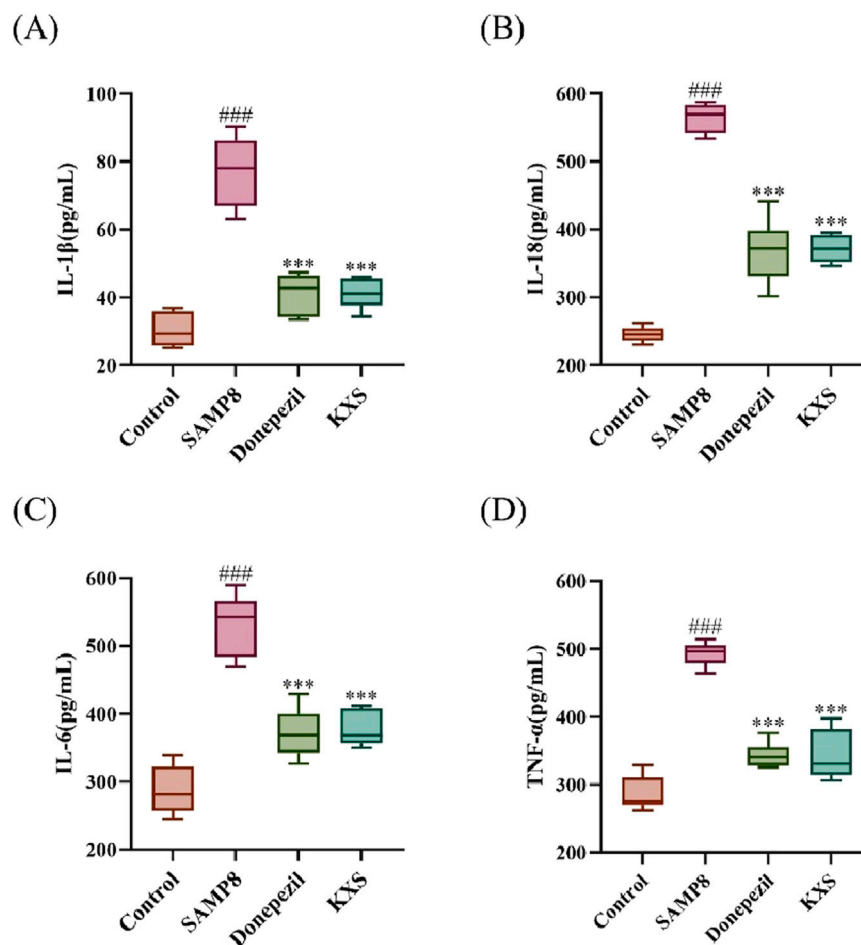 (A)
IL-1β(pg/mL)
100
80
60
40
20
###
***
***
Control
SAMP8
Donepezil
KXS
(B)
IL-18(pg/mL)
600
500
400
300
200
###
***
***
Control
SAMP8
Donepezil
KXS
(C)
IL-6(pg/mL)
600
500
400
300
200
###
***
***
Control
SAMP8
Donepezil
KXS
(D)
TNF-α(pg/mL)
600
500
400
300
200
###
***
***
Control
SAMP8
Donepezil
KXS